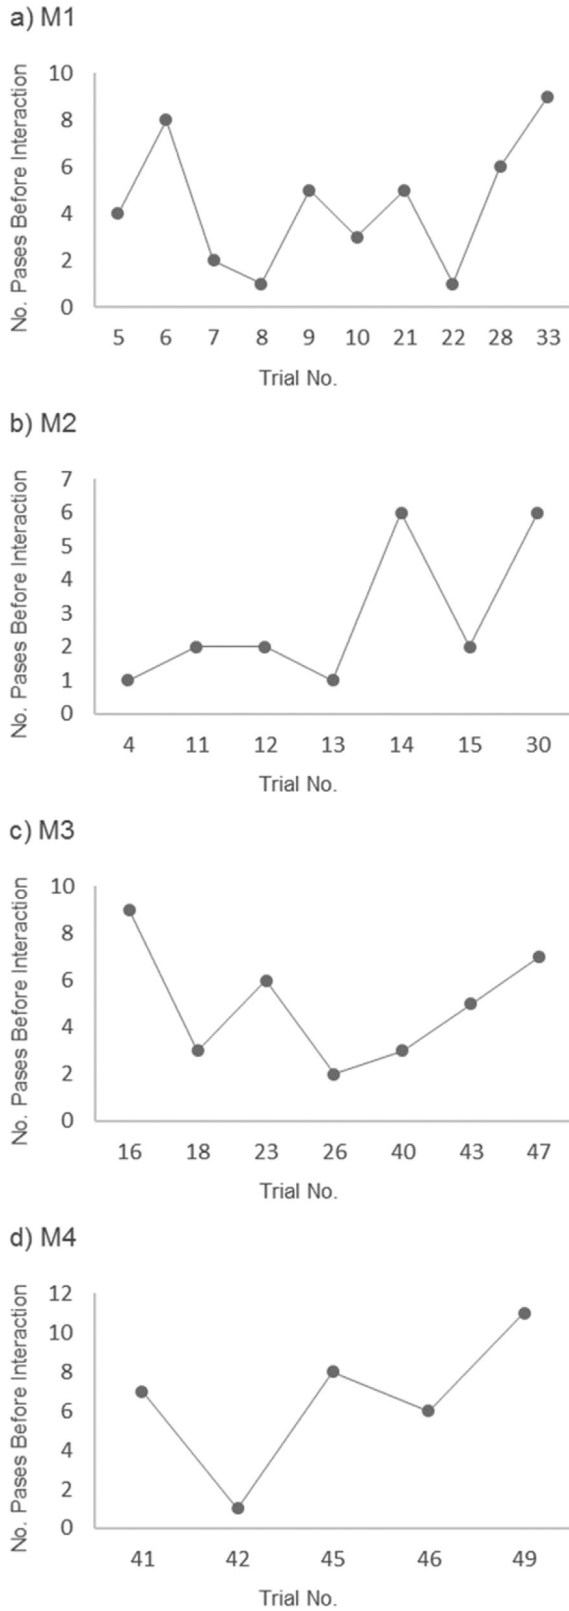 a) M1
No. Pases Before Interaction
10
8
6
4
2
0
5 6 7 8 9 10 21 22 28 33
Trial No.
b) M2
No. Pases Before Interaction
7
6
5
4
3
2
1
0
4 11 12 13 14 15 30
Trial No.
c) M3
No. Pases Before Interaction
10
8
6
4
2
0
16 18 23 26 40 43 47
Trial No.
d) M4
No. Pases Before Interaction
12
10
8
6
4
2
0
41 42 45 46 49
Trial No.